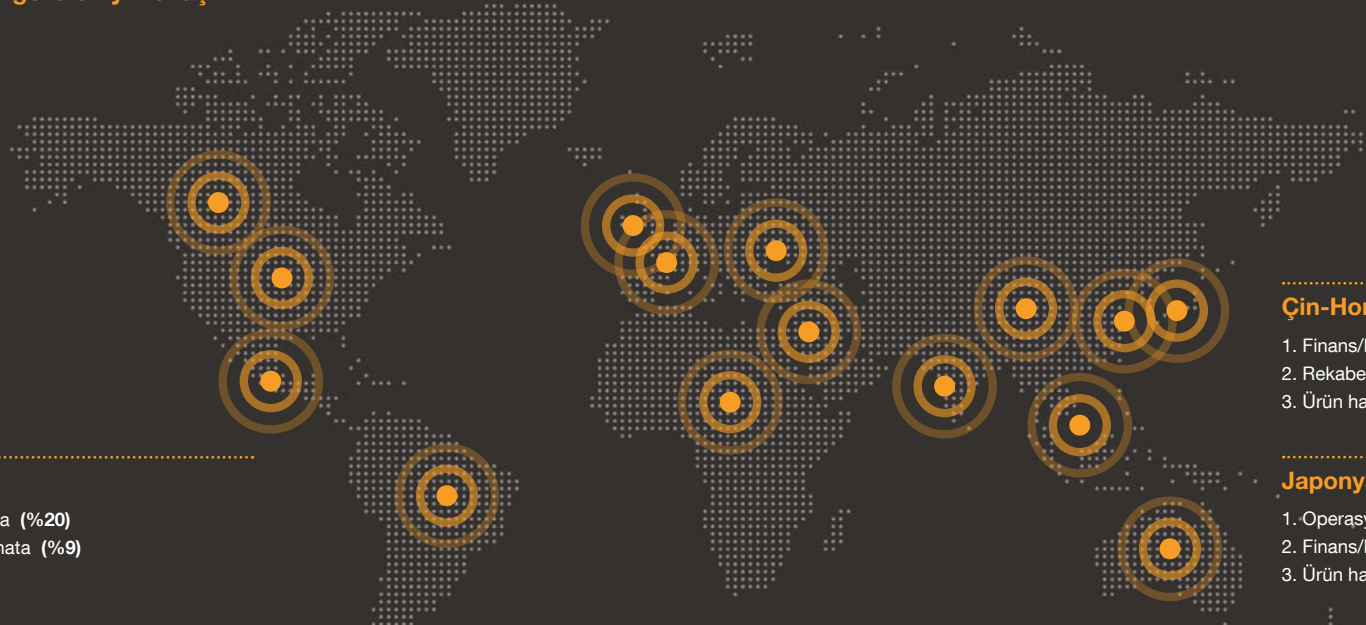 a (%20)
ata (%9)
Çin-Hon
1. Finans/
2. Rekabe
3. Ürün ha
Japony
1. Operasy
2. Finans/
3. Ürün ha